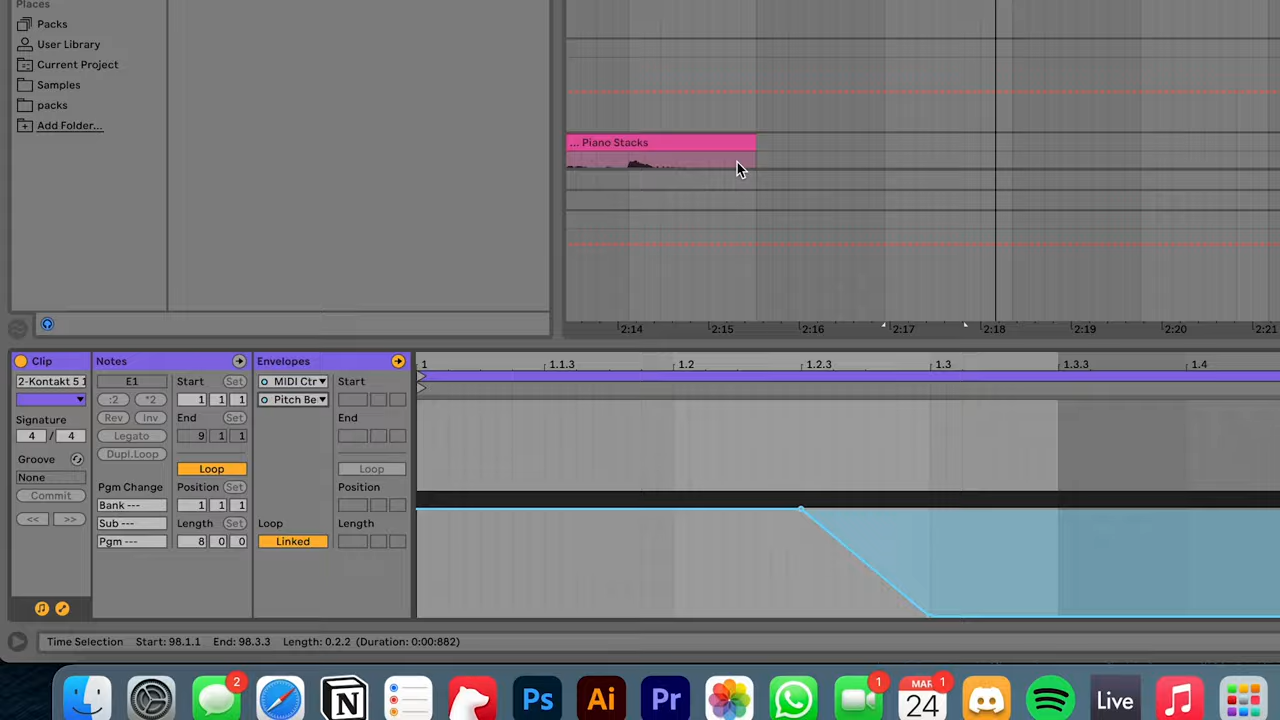 Places
Packs
User Library
Current Project
Samples
packs
Add Folder...
... Piano Stacks
2:14 2:15 2:16 2:17 2:18 2:19 2:20 2:21
Clip
2-Kontakt 5 1
Signature
4 / 4
Groove
None
Commit
<< >>
Notes
E1
:2 *2
Rev Inv
Legato
Dupl.Loop
Pgm Change
Bank ---
Sub ---
Pgm ---
Start Set
1 1 1
End Set
9 1 1
Loop
Position Set
1 1 1
Length Set
8 0 0
Envelopes
MIDI Ctr
Pitch Be
Loop
Linked
Start
End
Loop
Position
Length
1 1.1.3 1.2 1.2.3 1.3 1.3.3 1.4
Time Selection Start: 98.1.1 End: 98.3.3 Length: 0.2.2 (Duration: 0:00:882)
2
N
Ps
Ai
Pr
1
MAR 1
24
Live